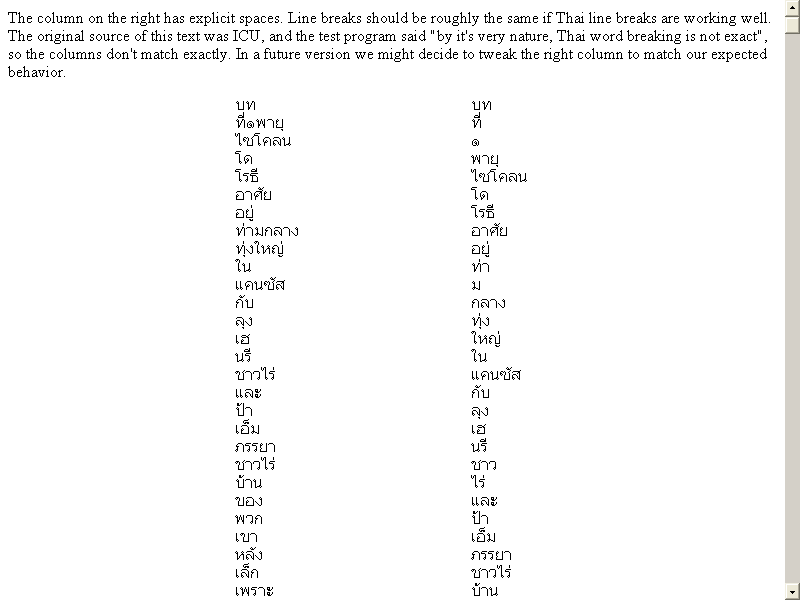 The column on the right has explicit spaces. Line breaks should be roughly the same if Thai line breaks are working well.
The original source of this text was ICU, and the test program said "by it's very nature, Thai word breaking is not exact",
so the columns don't match exactly. In a future version we might decide to tweak the right column to match our expected
behavior.
บท
ที่๑พายุ
ไซโคลน
โด
โรธี
อาศัย
อยู่
ท่ามกลาง
ทุ่งใหญ่
ใน
แคนซัส
กับ
ลุง
เฮ
นรี
ชาวไร่
และ
ป้า
เอ็ม
ภรรยา
ชาวไร่
บ้าน
ของ
พวก
เขา
หลัง
เล็ก
เพราะ
บท
ที่
๑
พายุ
ไซโคลน
โด
โรธี
อาศัย
อยู่
ท่า
ม
กลาง
ทุ่ง
ใหญ่
ใน
แคนซัส
กับ
ลุง
เฮ
นรี
ชาว
ไร่
และ
ป้า
เอ็ม
ภรรยา
ชาวไร่
บ้าน